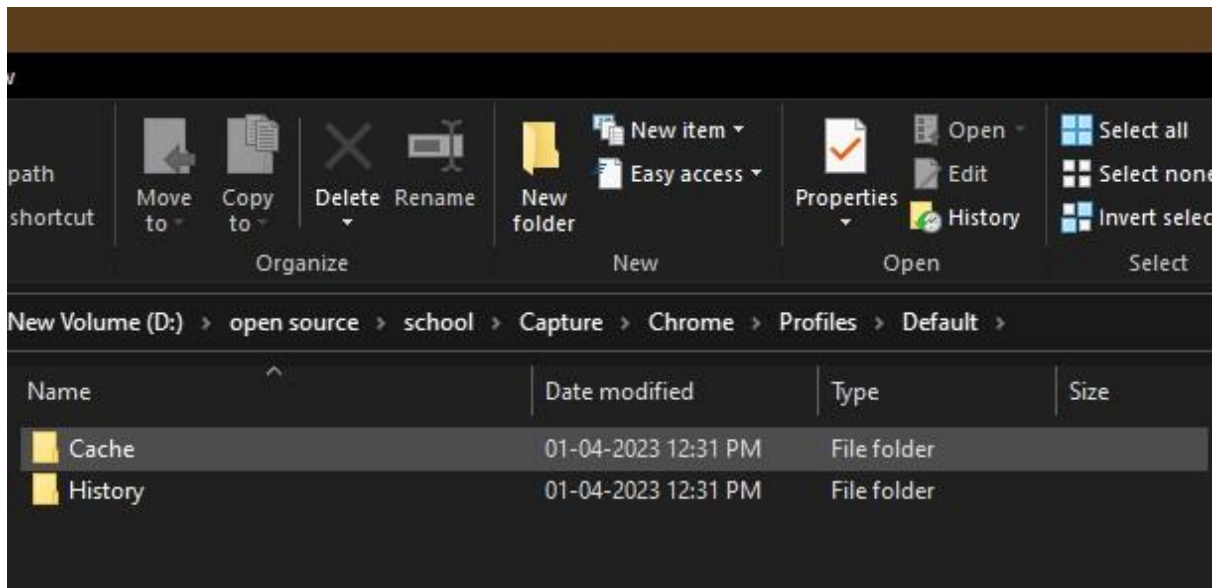 path
shortcut
Move to
Copy to
Delete
Rename
Organize
New folder
New item
Easy access
New
Properties
Open
Edit
History
Open
Select all
Select none
Invert selec
Select
New Volume (D:) > open source > school > Capture > Chrome > Profiles > Default >
Name Date modified Type Size
Cache 01-04-2023 12:31 PM File folder
History 01-04-2023 12:31 PM File folder